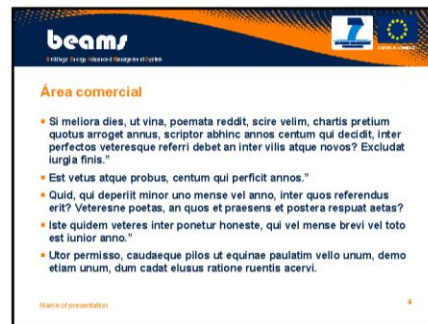 beams
Buildings Energy Advanced Management System
Área comercial
Si meliora dies, ut vina, poemata reddit, scire velim, chartis pretium
quotus arroget annus, scriptor abhinc annos centum qui decidit, inter
perfectos veteresque referri debet an inter vilis atque novos? Excludat
iurgia finis."
Est vetus atque probus, centum qui perficit annos."
Quid, qui deperiit minor uno mense vel anno, inter quos referendus
erit? Veteresne poetas, an quos et praesens et postera respuat aetas?
Iste quidem veteres inter ponetur honeste, qui vel mense brevi vel toto
est iunior anno."
Utor permisso, caudaeque pilos ut equinae paulatim vello unum, demo
etiam unum, dum cadat elusus ratione ruentis acervi.
Name of presentation
4